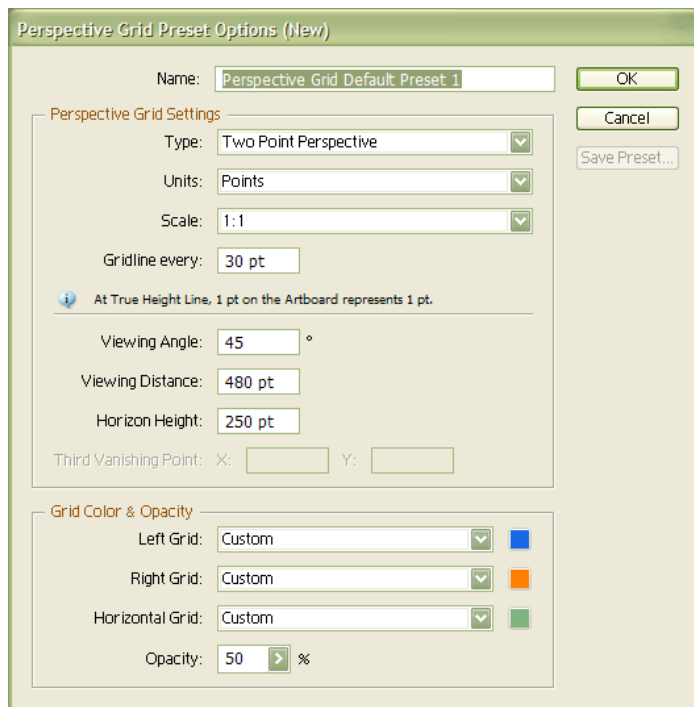 Perspective Grid Preset Options (New)
Name: Perspective Grid Default Preset 1
OK
Perspective Grid Settings
Cancel
Type: Two Point Perspective
Save Preset...
Units: Points
Scale: 1:1
Gridline every: 30 pt
At True Height Line, 1 pt on the Artboard represents 1 pt.
Viewing Angle: 45 °
Viewing Distance: 480 pt
Horizon Height: 250 pt
Third Vanishing Point: X: Y:
Grid Color & Opacity
Left Grid: Custom
Right Grid: Custom
Horizontal Grid: Custom
Opacity: 50 %